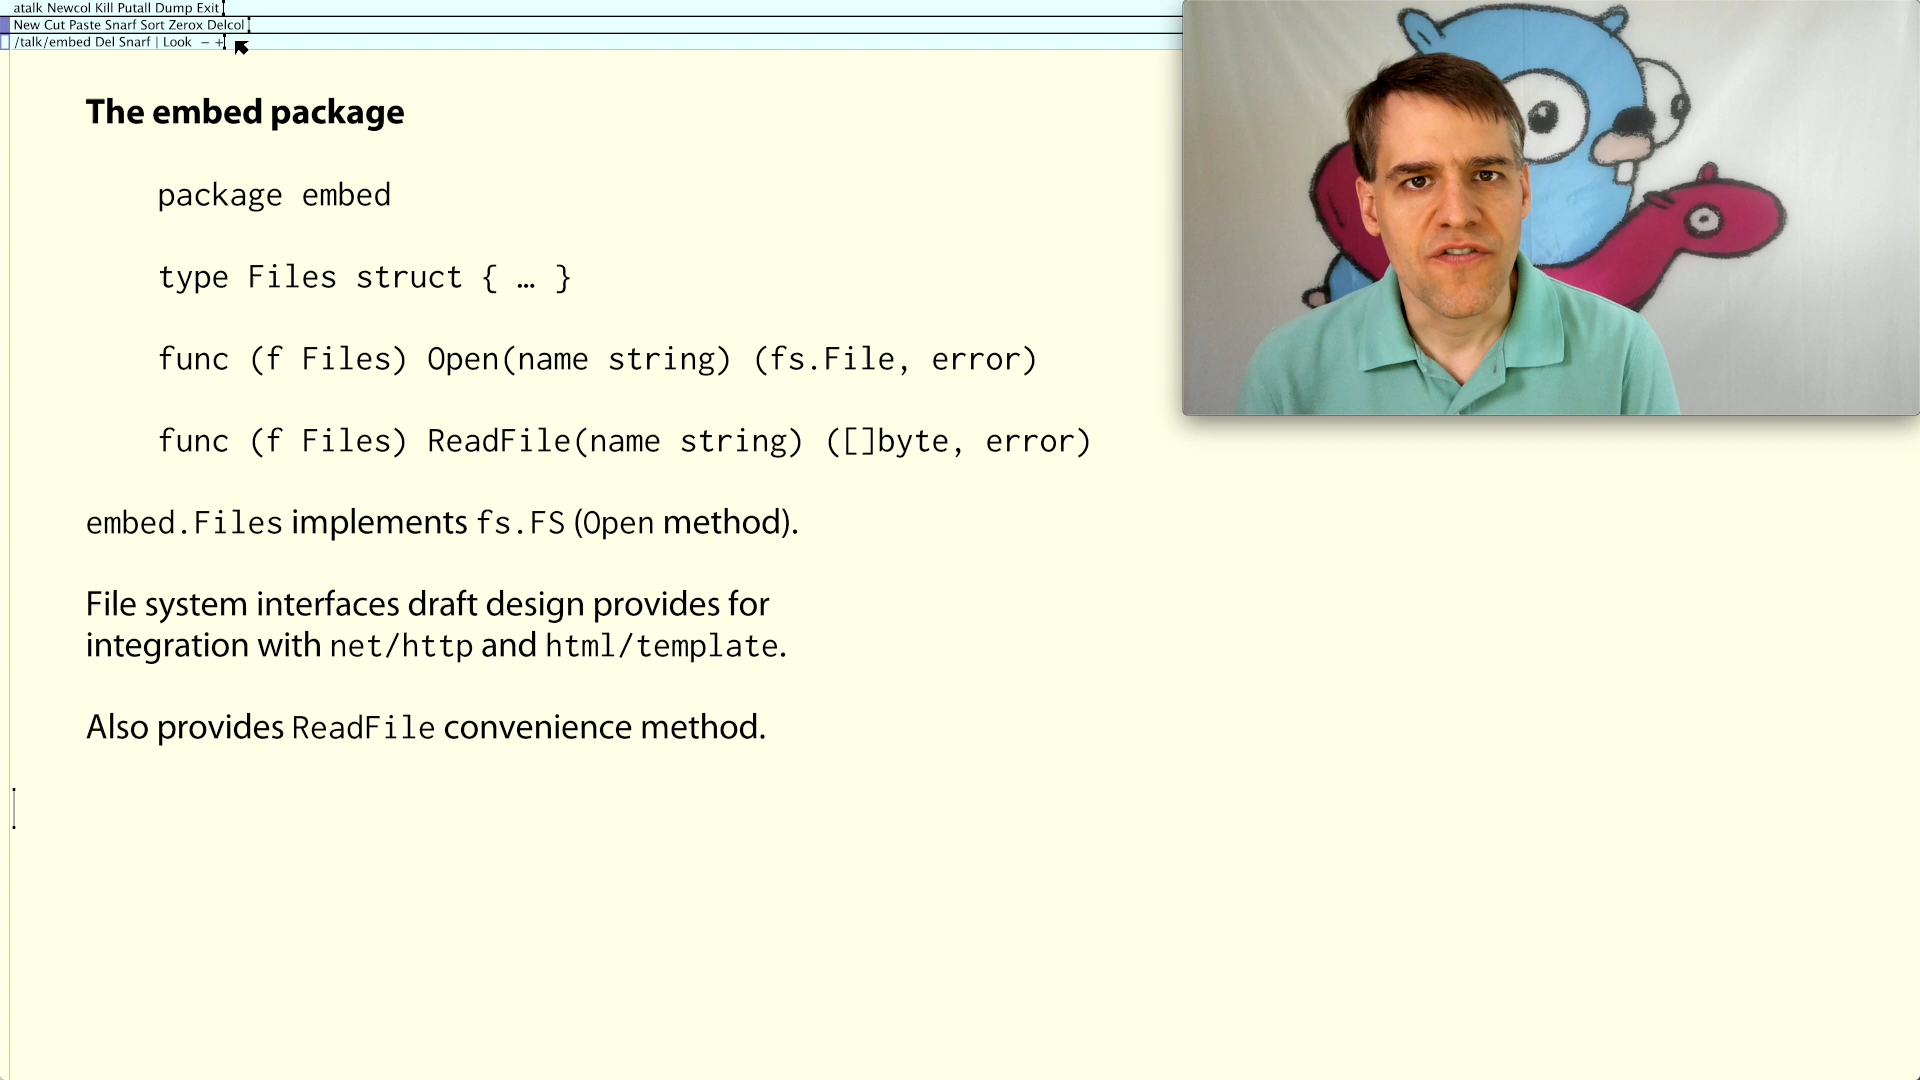 atalk Newcol Kill Putall Dump Exit
New Cut Paste Snarf Sort Zerox Delcol
/talk/embed Del Snarf | Look − +
The embed package
package embed
type Files struct { … }
func (f Files) Open(name string) (fs.File, error)
func (f Files) ReadFile(name string) ([]byte, error)
embed.Files implements fs.FS (Open method).
File system interfaces draft design provides for
integration with net/http and html/template.
Also provides ReadFile convenience method.